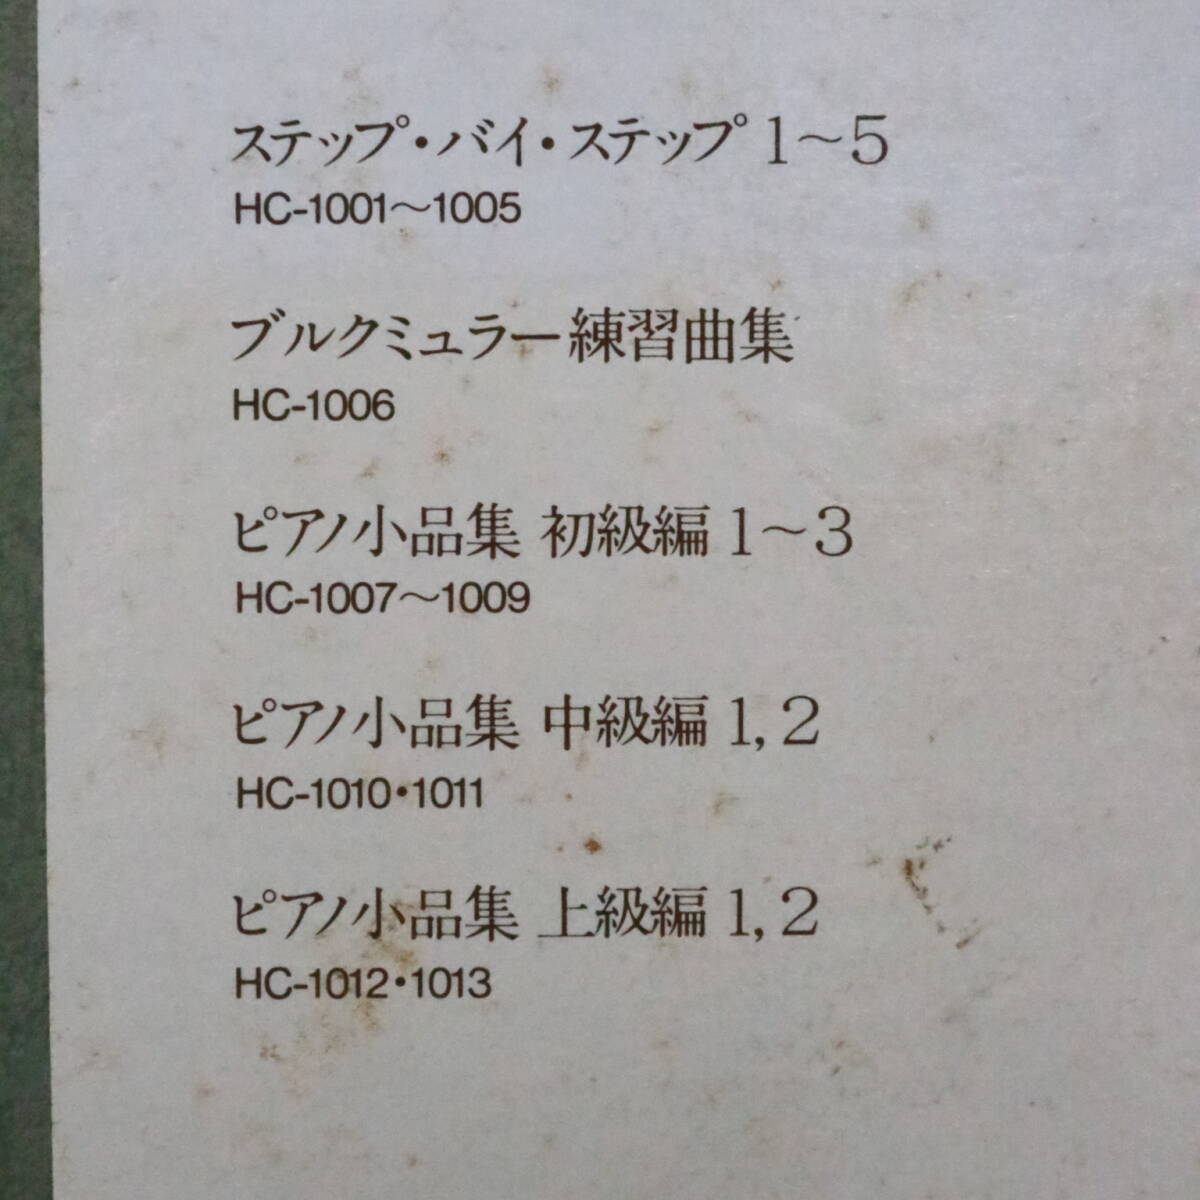 ステップ・バイ・ステップ 1〜5
HC-1001〜1005
ブルクミュラー練習曲集
HC-1006
ピアノ小品集 初級編 1〜3
HC-1007〜1009
ピアノ小品集 中級編 1, 2
HC-1010・1011
ピアノ小品集 上級編 1, 2
HC-1012・1013